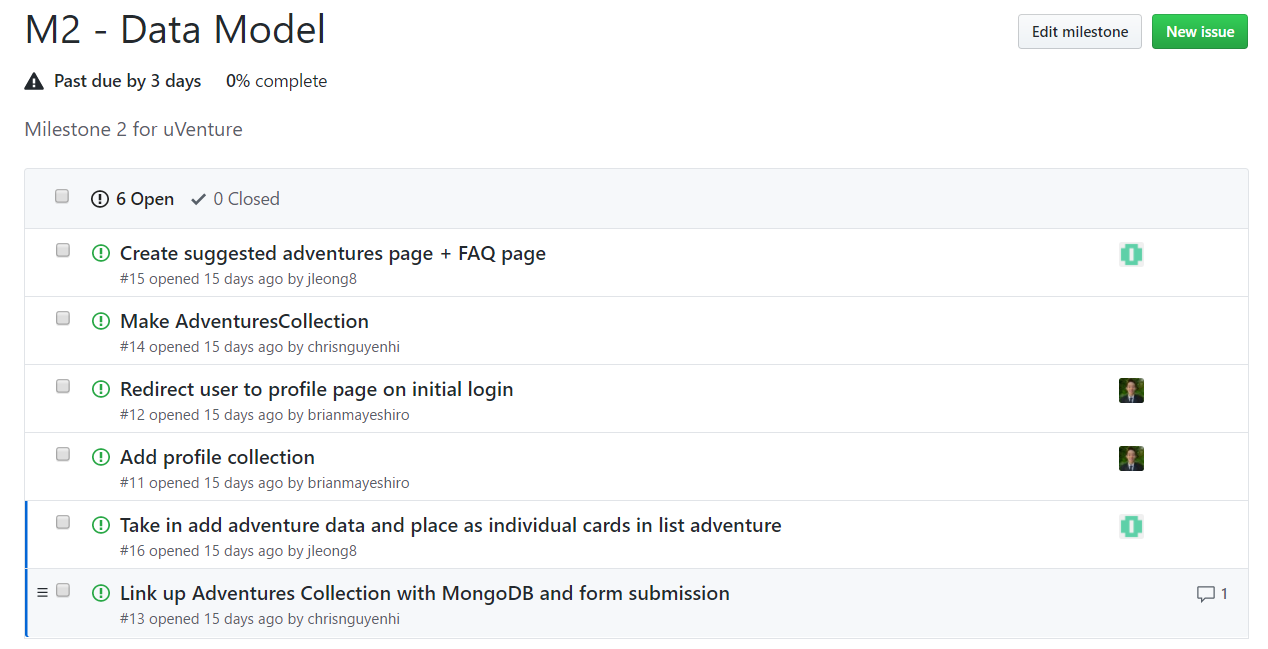 M2 - Data Model
Edit milestone
New issue
Past due by 3 days 0% complete
Milestone 2 for uVenture
6 Open 0 Closed
Create suggested adventures page + FAQ page
#15 opened 15 days ago by jleong8
Make AdventuresCollection
#14 opened 15 days ago by chrisnguyenhi
Redirect user to profile page on initial login
#12 opened 15 days ago by brianmayeshiro
Add profile collection
#11 opened 15 days ago by brianmayeshiro
Take in add adventure data and place as individual cards in list adventure
#16 opened 15 days ago by jleong8
Link up Adventures Collection with MongoDB and form submission
1
#13 opened 15 days ago by chrisnguyenhi